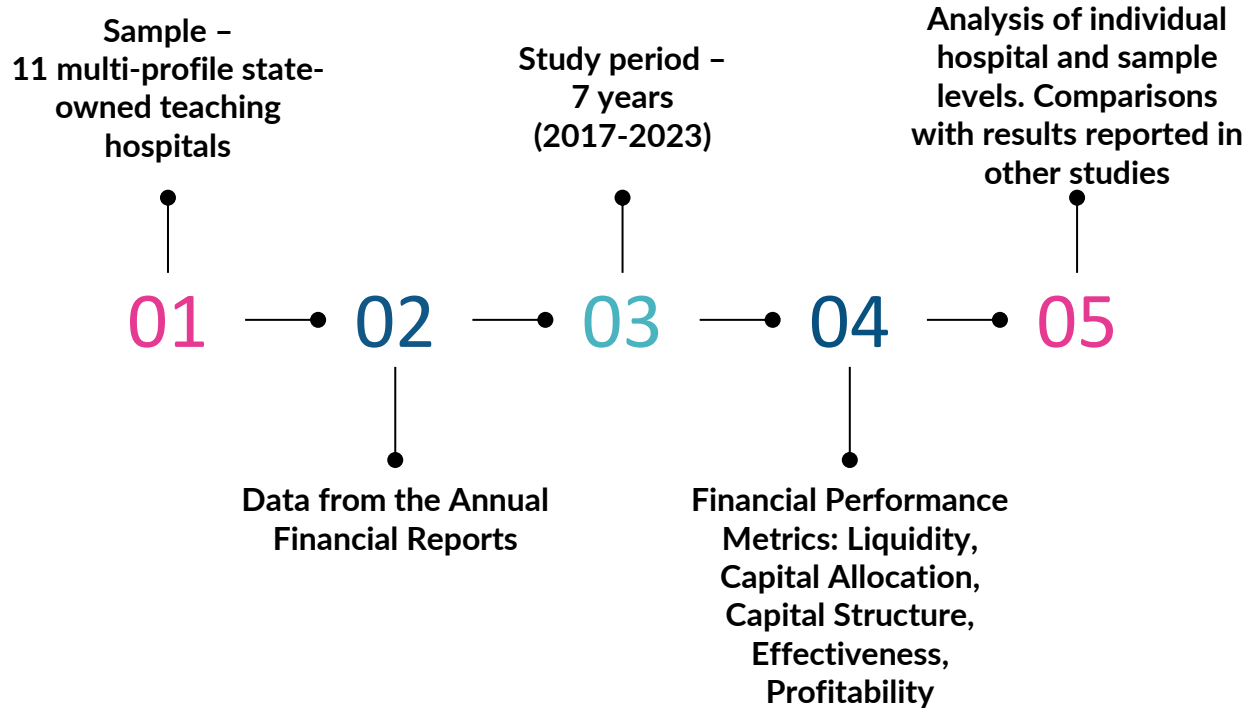 Sample –
11 multi-profile state-
owned teaching
hospitals
Study period –
7 years
(2017-2023)
Analysis of individual
hospital and sample
levels. Comparisons
with results reported in
other studies
01
02
03
04
05
Data from the Annual
Financial Reports
Financial Performance
Metrics: Liquidity,
Capital Allocation,
Capital Structure,
Effectiveness,
Profitability